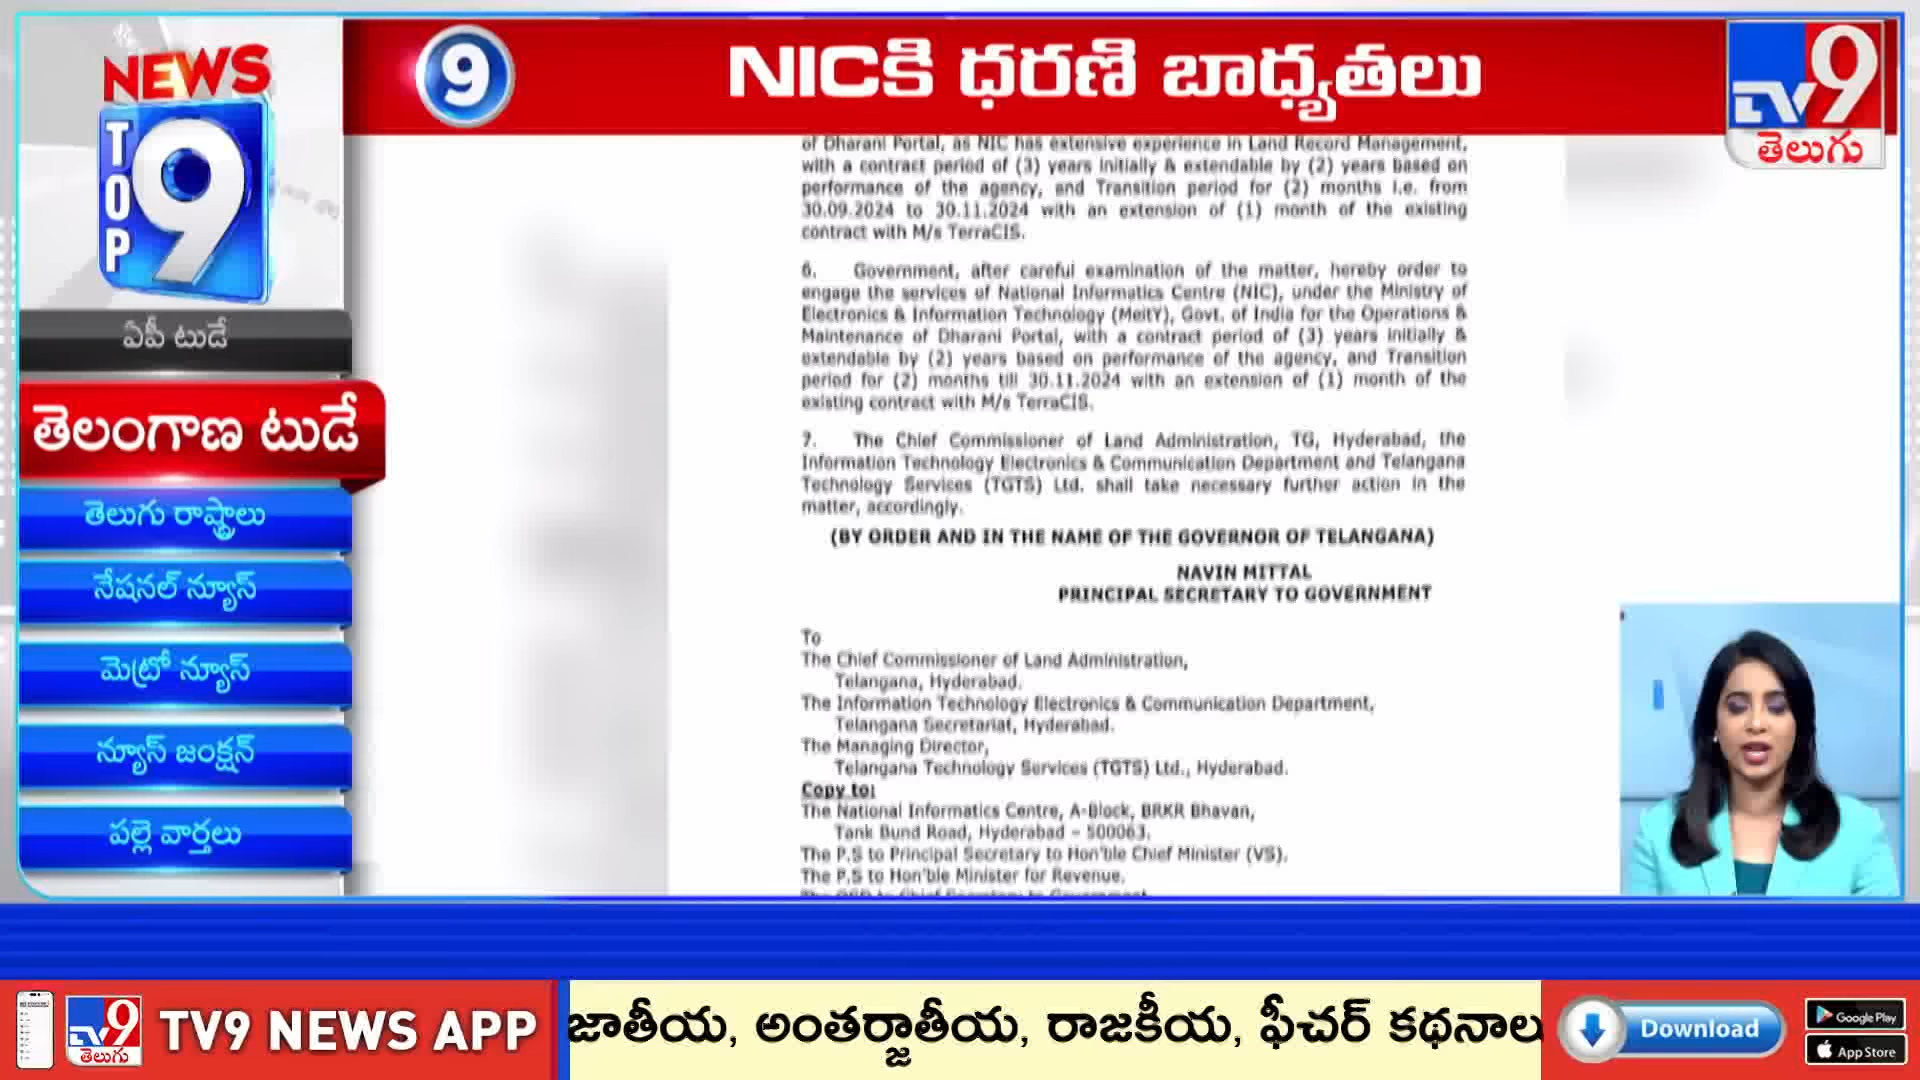 NEWS
TOP
9
9
NICకి ధరణి బాధ్యతలు
TV9
తెలుగు
ఏపీ టుడే
తెలంగాణ టుడే
తెలుగు రాష్ట్రాలు
నేషనల్ న్యూస్
మెట్రో న్యూస్
న్యూస్ జంక్షన్
పల్లె వార్తలు
of Dharani Portal, as NIC has extensive experience in Land Record Management,
with a contract period of (3) years initially & extendable by (2) years based on
performance of the agency, and Transition period for (2) months i.e. from
30.09.2024 to 30.11.2024 with an extension of (1) month of the existing
contract with M/s TerraCIS.
6. Government, after careful examination of the matter, hereby order to
engage the services of National Informatics Centre (NIC), under the Ministry of
Electronics & Information Technology (MeitY), Govt. of India for the Operations &
Maintenance of Dharani Portal, with a contract period of (3) years initially &
extendable by (2) years based on performance of the agency, and Transition
period for (2) months till 30.11.2024 with an extension of (1) month of the
existing contract with M/s TerraCIS.
7. The Chief Commissioner of Land Administration, TG, Hyderabad, the
Information Technology Electronics & Communication Department and Telangana
Technology Services (TGTS) Ltd. shall take necessary further action in the
matter, accordingly.
(BY ORDER AND IN THE NAME OF THE GOVERNOR OF TELANGANA)
NAVIN MITTAL
PRINCIPAL SECRETARY TO GOVERNMENT
To
The Chief Commissioner of Land Administration,
Telangana, Hyderabad.
The Information Technology Electronics & Communication Department,
Telangana Secretariat, Hyderabad.
The Managing Director,
Telangana Technology Services (TGTS) Ltd., Hyderabad.
Copy to:
The National Informatics Centre, A-Block, BRKR Bhavan,
Tank Bund Road, Hyderabad – 500063.
The P.S to Principal Secretary to Hon'ble Chief Minister (VS).
The P.S to Hon'ble Minister for Revenue.
TV9
తెలుగు
TV9 NEWS APP
జాతీయ, అంతర్జాతీయ, రాజకీయ, ఫీచర్ కథనాలు
Download
Google Play
App Store